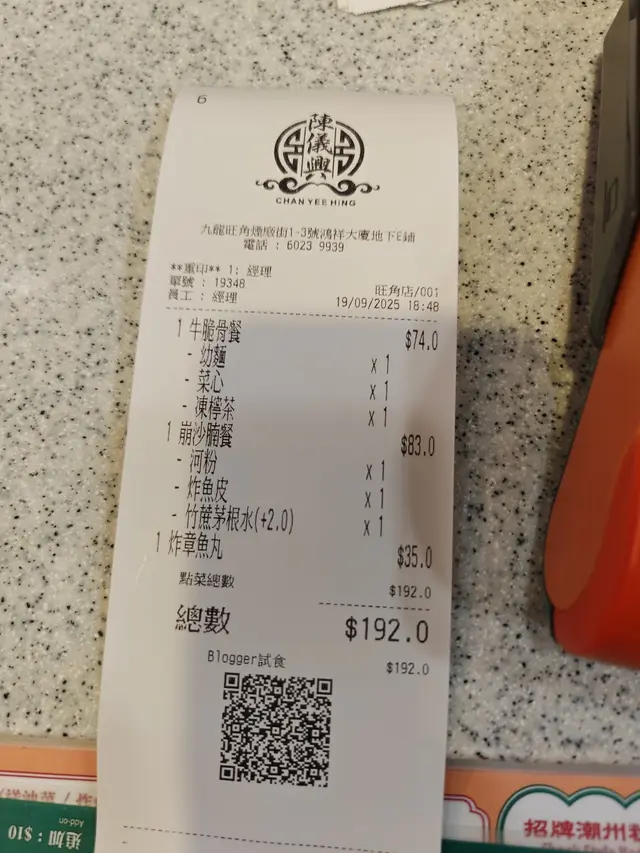 6
陳儀興
CHAN YEE HING
九龍旺角煙廠街1-3號鴻祥大廈地下E鋪
電話 : 6023 9939
**重印** 1: 經理
單號 : 19348 旺角店/001
員工 : 經理 19/09/2025 18:48
1 牛脆骨餐 $74.0
- 幼麵 x 1
- 菜心 x 1
- 凍檸茶 x 1
1 崩沙腩餐 $83.0
- 河粉 x 1
- 炸魚皮 x 1
- 竹蔗茅根水(+2.0) x 1
1 炸章魚丸 $35.0
點菜總數 $192.0
總數 $192.0
Blogger試食 $192.0
追加 : $10
Add-on
招牌潮州